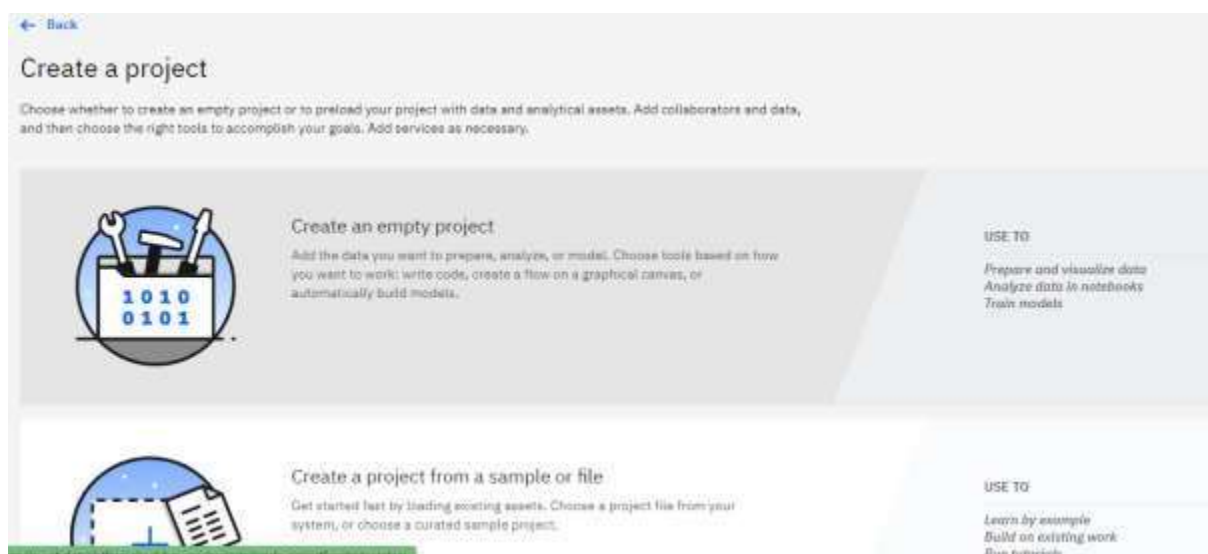 ← Back
Create a project
Choose whether to create an empty project or to preload your project with data and analytical assets. Add collaborators and data,
and then choose the right tools to accomplish your goals. Add services as necessary.
Create an empty project
Add the data you want to prepare, analyze, or model. Choose tools based on how
you want to work: write code, create a flow on a graphical canvas, or
automatically build models.
USE TO
Prepare and visualize data
Analyze data in notebooks
Train models
1010
0101
Create a project from a sample or file
Get started fast by loading existing assets. Choose a project file from your
system, or choose a curated sample project.
USE TO
Learn by example
Build on existing work
Run tutorials